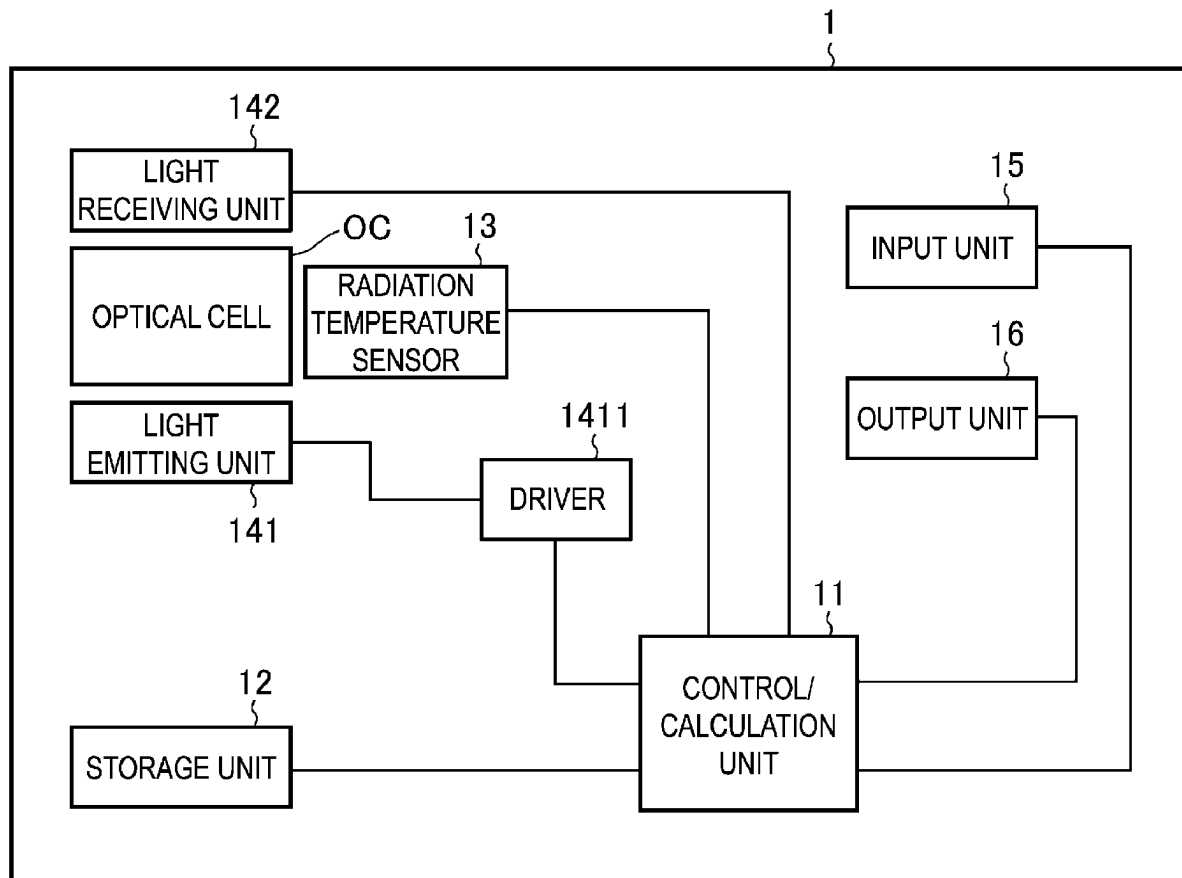 1
142
LIGHT
RECEIVING UNIT
OC
OPTICAL CELL
13
RADIATION
TEMPERATURE
SENSOR
15
INPUT UNIT
16
OUTPUT UNIT
LIGHT
EMITTING UNIT
141
1411
DRIVER
11
CONTROL/
CALCULATION
UNIT
12
STORAGE UNIT